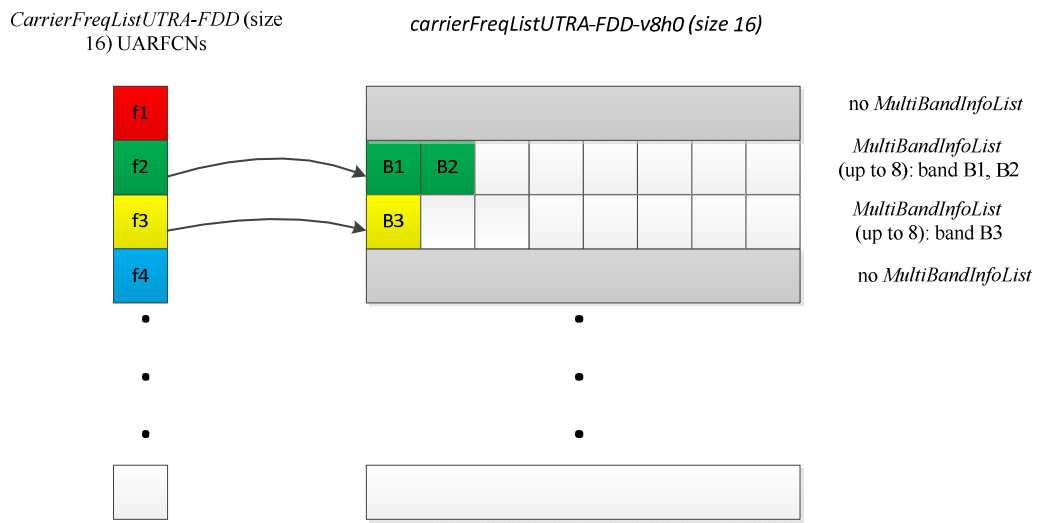 CarrierFreqListUTRA-FDD (size
16) UARFCNs
carrierFreqListUTRA-FDD-v8h0 (size 16)
f1
no MultiBandInfoList
f2
B1 B2
MultiBandInfoList
(up to 8): band B1, B2
f3
B3
MultiBandInfoList
(up to 8): band B3
f4
no MultiBandInfoList